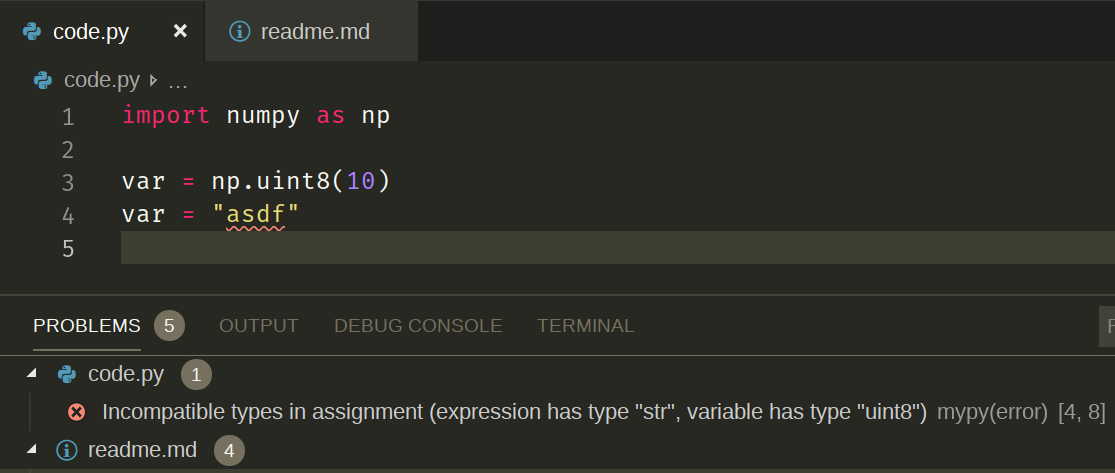 code.py × readme.md
code.py ...
1 import numpy as np
2
3 var = np.uint8(10)
4 var = "asdf"
5
PROBLEMS 5 OUTPUT DEBUG CONSOLE TERMINAL
code.py 1
Incompatible types in assignment (expression has type "str", variable has type "uint8") mypy(error) [4, 8]
readme.md 4